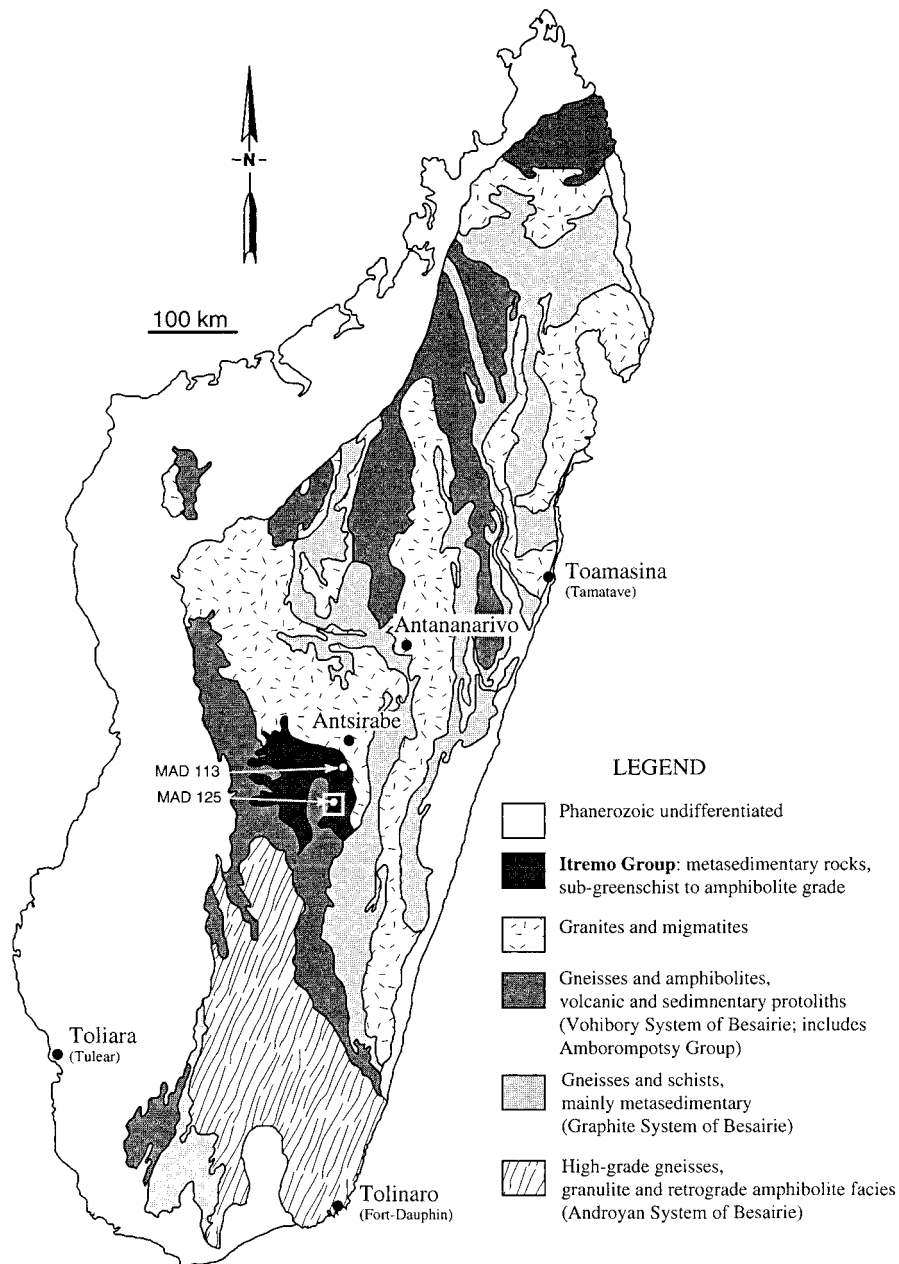 -N-
100 km
Toamasina
(Tamatave)
Antananarivo
Antsirabe
MAD 113
MAD 125
Toliara
(Tulear)
Tolinaro
(Fort-Dauphin)
LEGEND
Phanerozoic undifferentiated
Itremo Group: metasedimentary rocks,
sub-greenschist to amphibolite grade
Granites and migmatites
Gneisses and amphibolites,
volcanic and sedimnentary protoliths
(Vohibory System of Besairie; includes
Amborompotsy Group)
Gneisses and schists,
mainly metasedimentary
(Graphite System of Besairie)
High-grade gneisses,
granulite and retrograde amphibolite facies
(Androyan System of Besairie)